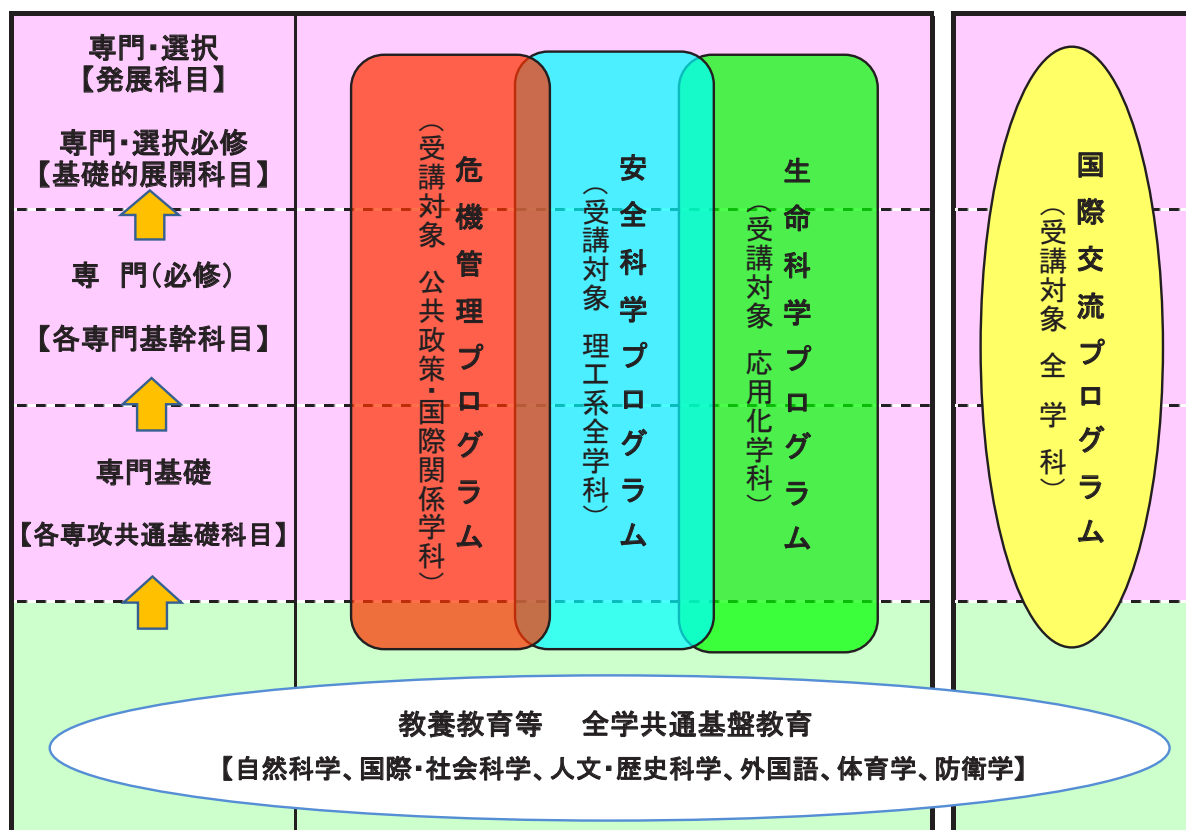 専門・選択
【発展科目】
専門・選択必修
【基礎的展開科目】
専　門（必修）
【各専門基幹科目】
専門基礎
【各専攻共通基礎科目】
危機管理プログラム
（受講対象　公共政策・国際関係学科）
安全科学プログラム
（受講対象　理工系全学科）
生命科学プログラム
（受講対象　応用化学科）
国際交流プログラム
（受講対象　全　学　科）
教養教育等　全学共通基盤教育
【自然科学、国際・社会科学、人文・歴史科学、外国語、体育学、防衛学】